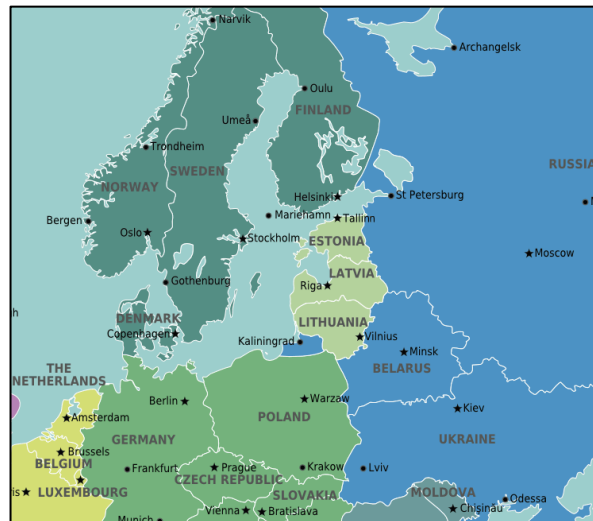 Narvik
Archangelsk
Oulu
FINLAND
Umeå
Trondheim
SWEDEN
RUSSIA
NORWAY
Helsinki
St Petersburg
Bergen
Mariehamn
Tallinn
Oslo
Stockholm
ESTONIA
Moscow
LATVIA
Gothenburg
Riga
DENMARK
LITHUANIA
Copenhagen
Kaliningrad
Vilnius
Minsk
BELARUS
THE
NETHERLANDS
Berlin
Warzaw
Amsterdam
POLAND
Kiev
GERMANY
UKRAINE
Brussels
BELGIUM
Frankfurt
Prague
Krakow
Lviv
CZECH REPUBLIC
LUXEMBOURG
SLOVAKIA
MOLDOVA
Odessa
Chişinău
Vienna
Bratislava
Munich